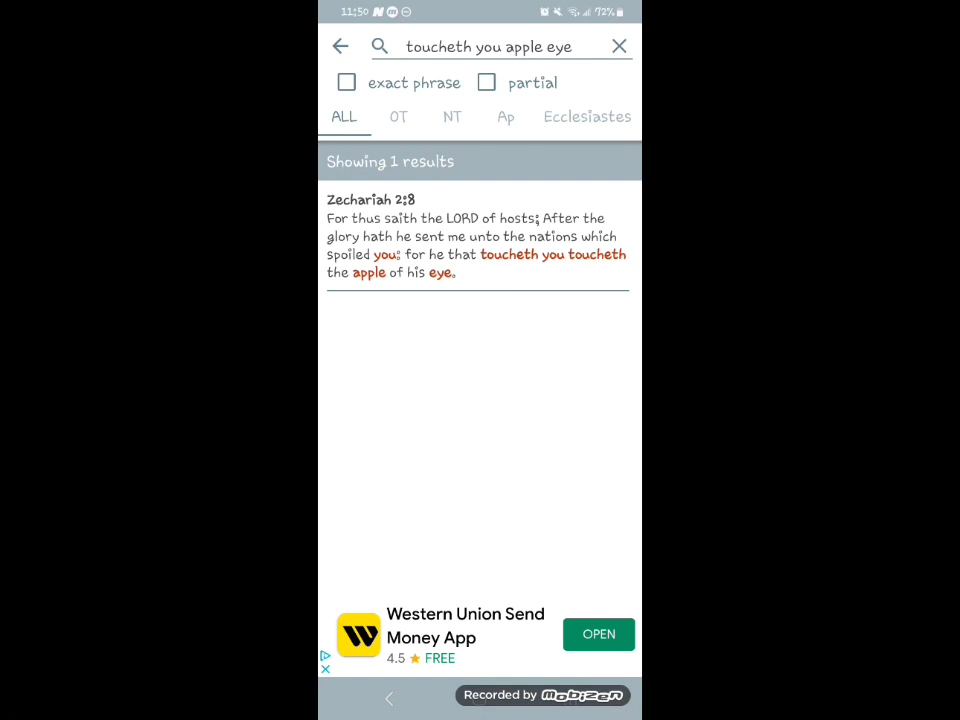 11:50 N m 72%
toucheth you apple eye
exact phrase partial
ALL OT NT Ap Ecclesiastes
Showing 1 results
Zechariah 2:8
For thus saith the LORD of hosts; After the
glory hath he sent me unto the nations which
spoiled you: for he that toucheth you toucheth
the apple of his eye.
Western Union Send
Money App
4.5 ★ FREE
OPEN
Recorded by mobizen